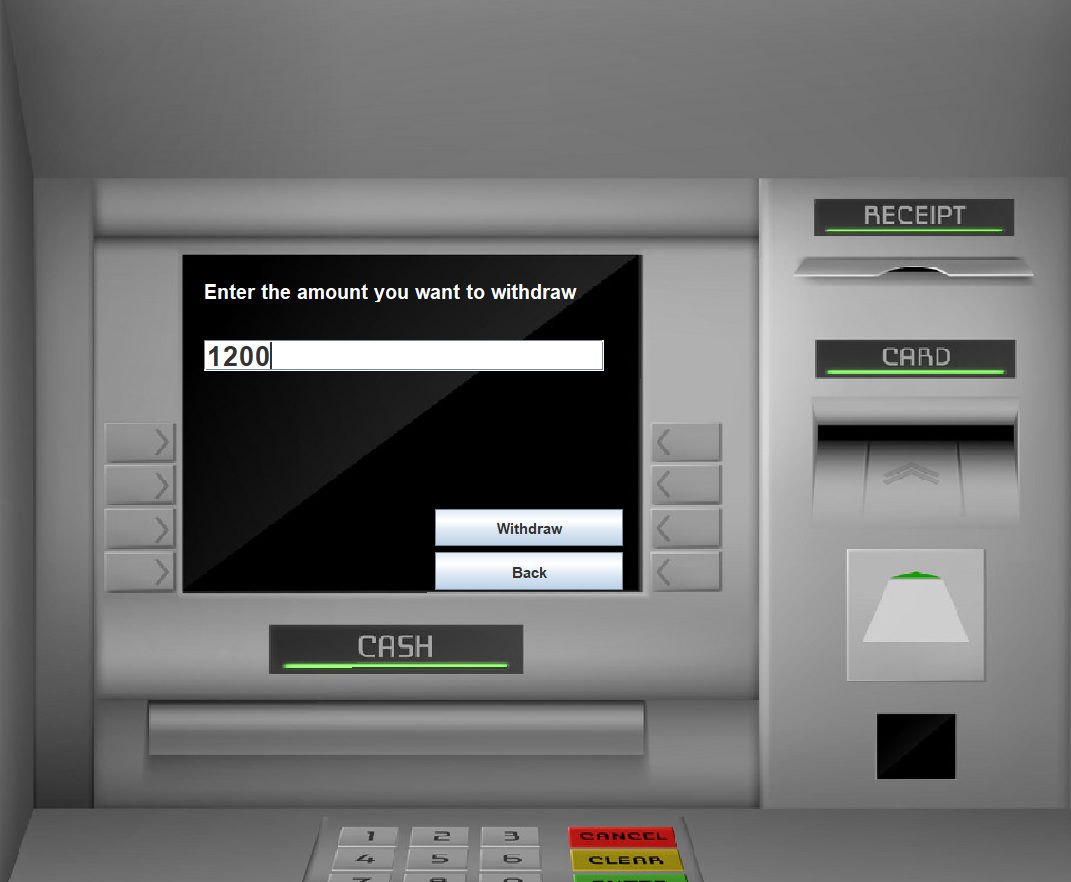 RECEIPT
Enter the amount you want to withdraw
1200
CARD
Withdraw
Back
CASH
1 2 3 CANCEL
4 5 6 CLEAR